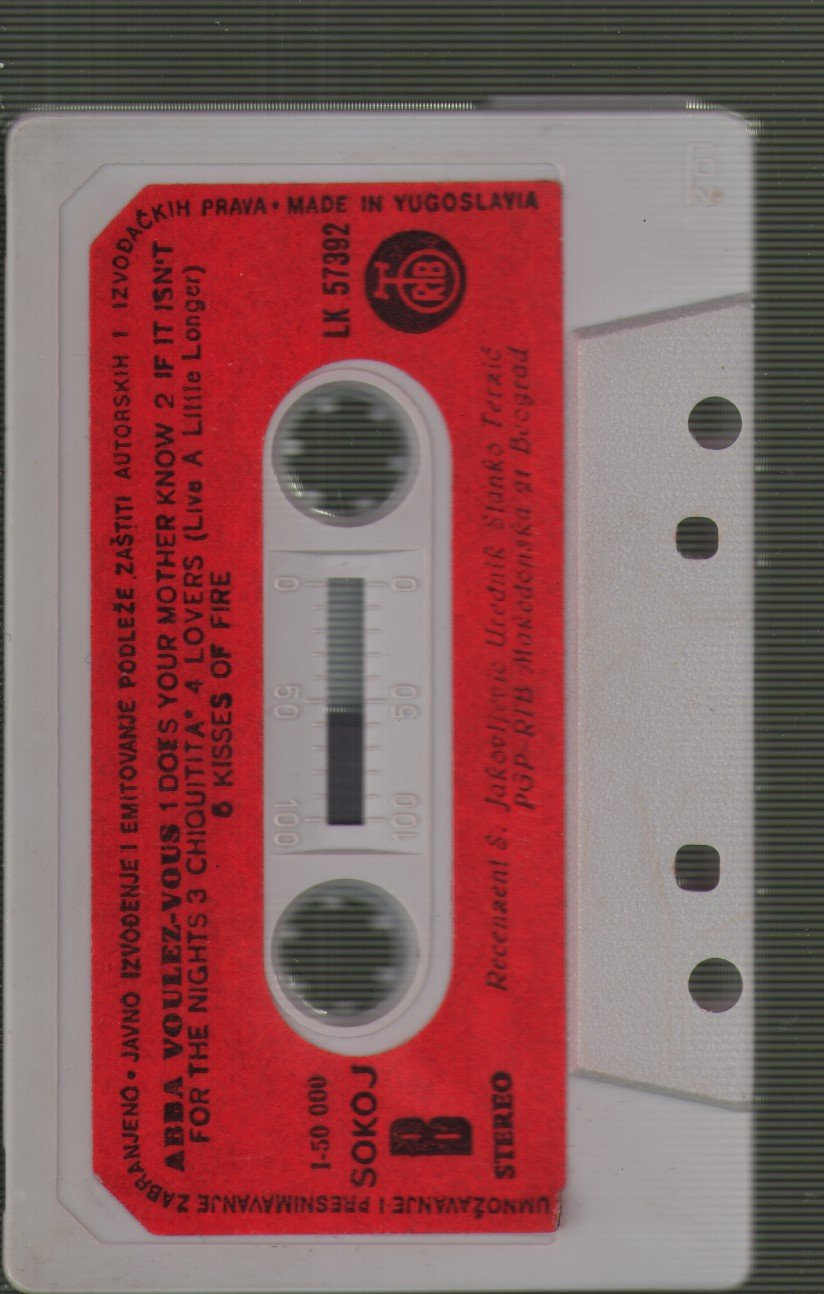 UMNOŽAVANJE I PRESNIMAVANJE ZABRANJENO • JAVNO IZVOĐENJE I EMITOVANJE PODLEŽE ZAŠTITI AUTORSKIH I IZVOĐAČKIH PRAVA • MADE IN YUGOSLAVIA
ABBA VOULEZ-VOUS 1 DOES YOUR MOTHER KNOW 2 IF IT ISN'T
FOR THE NIGHTS 3 CHIQUITITA* 4 LOVERS (Live A Little Longer)
6 KISSES OF FIRE
1-50 000
SOKOJ
B
STEREO
LK 57392
RTB
0 50 100
0 50 100
Recenzent S. Jakovljević Urednik Stanko Terzić
PGP-RTB Makedonska 21 Beograd